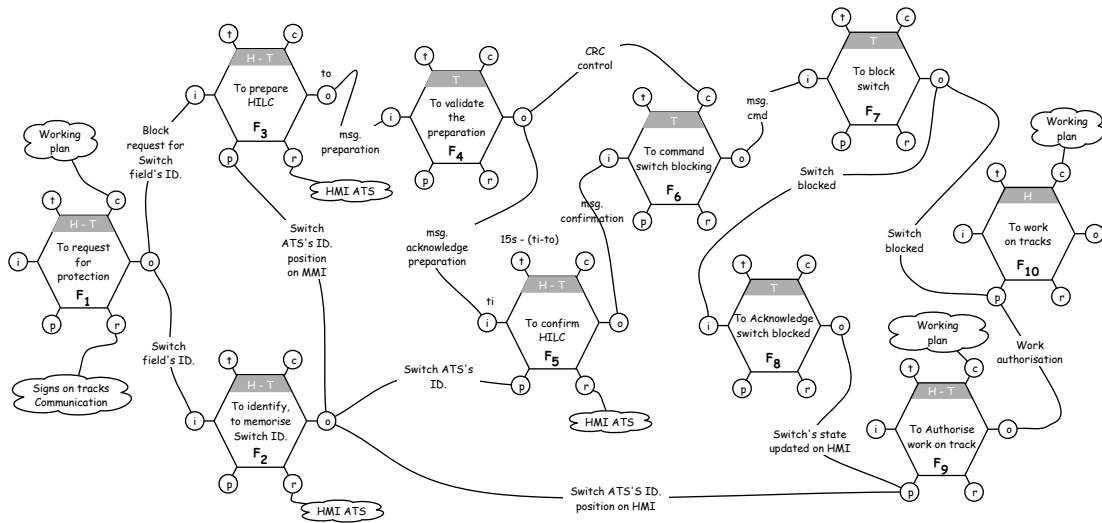 t
c
H - T
i
To prepare
HILC
F3
o
to
p
r
HMI ATS
Block
request for
Switch
field's ID.
msg.
preparation
t
c
T
i
To validate
the
preparation
F4
o
p
r
CRC
control
t
c
T
i
To command
switch blocking
F6
o
p
r
msg.
cmd
t
c
T
i
To block
switch
F7
o
p
r
Working
plan
t
c
H - T
i
To request
for
protection
F1
o
p
r
Signs on tracks
Communication
Switch
field's ID.
Switch
ATS's ID.
position
on MMI
msg.
acknowledge
preparation
msg.
confirmation
15s - (ti-to)
t
c
H - T
ti
i
To confirm
HILC
F5
o
p
r
HMI ATS
Switch
blocked
t
c
T
i
To Acknowledge
switch blocked
F8
o
p
r
Switch
blocked
Working
plan
t
c
H
i
To work
on tracks
F10
o
p
r
Work
authorisation
t
c
H - T
i
To identify,
to memorise
Switch ID.
F2
o
p
r
HMI ATS
Switch ATS's
ID.
Switch's state
updated on HMI
Switch ATS'S ID.
position on HMI
Working
plan
t
c
H - T
i
To Authorise
work on track
F9
o
p
r